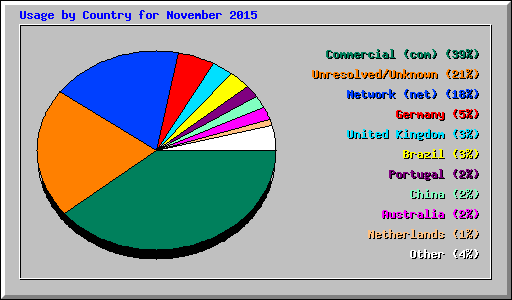 Usage by Country for November 2015
Commercial (com) (39%)
Unresolved/Unknown (21%)
Network (net) (18%)
Germany (5%)
United Kingdom (3%)
Brazil (3%)
Portugal (2%)
China (2%)
Australia (2%)
Netherlands (1%)
Other (4%)